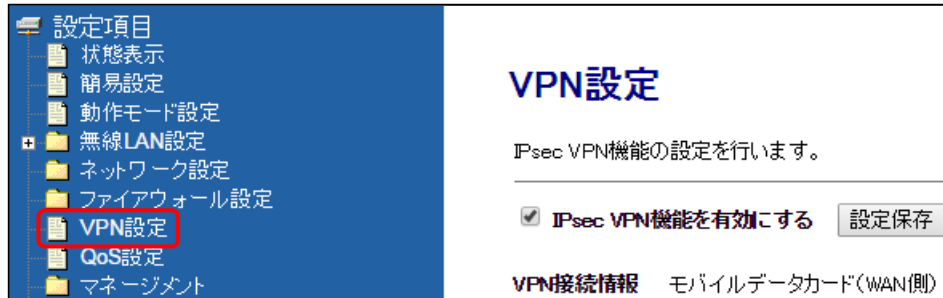 設定項目
状態表示
簡易設定
動作モード設定
無線LAN設定
ネットワーク設定
ファイアウォール設定
VPN設定
QoS設定
マネージメント
VPN設定
IPsec VPN機能の設定を行います。
IPsec VPN機能を有効にする 設定保存
VPN接続情報 モバイルデータカード(WAN側)